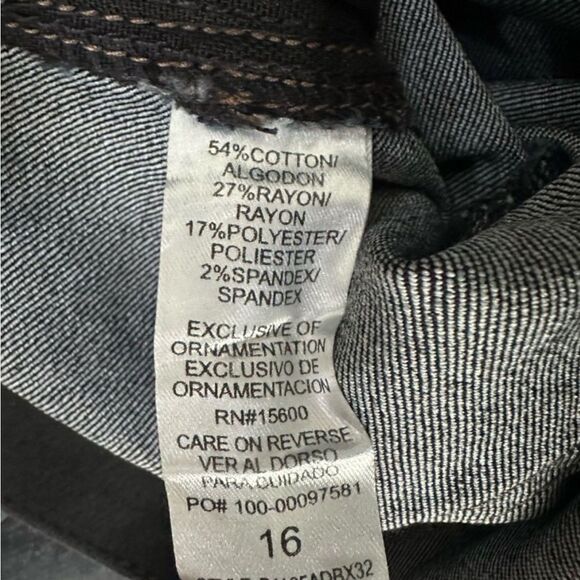 54%COTTON/
ALGODON
27%RAYON/
RAYON
17%POLYESTER/
POLIESTER
2%SPANDEX/
SPANDEX
EXCLUSIVE OF
ORNAMENTATION
EXCLUSIVO DE
ORNAMENTACION
RN#15600
CARE ON REVERSE
VER AL DORSO
PARA CUIDADO
PO# 100-00097581
16